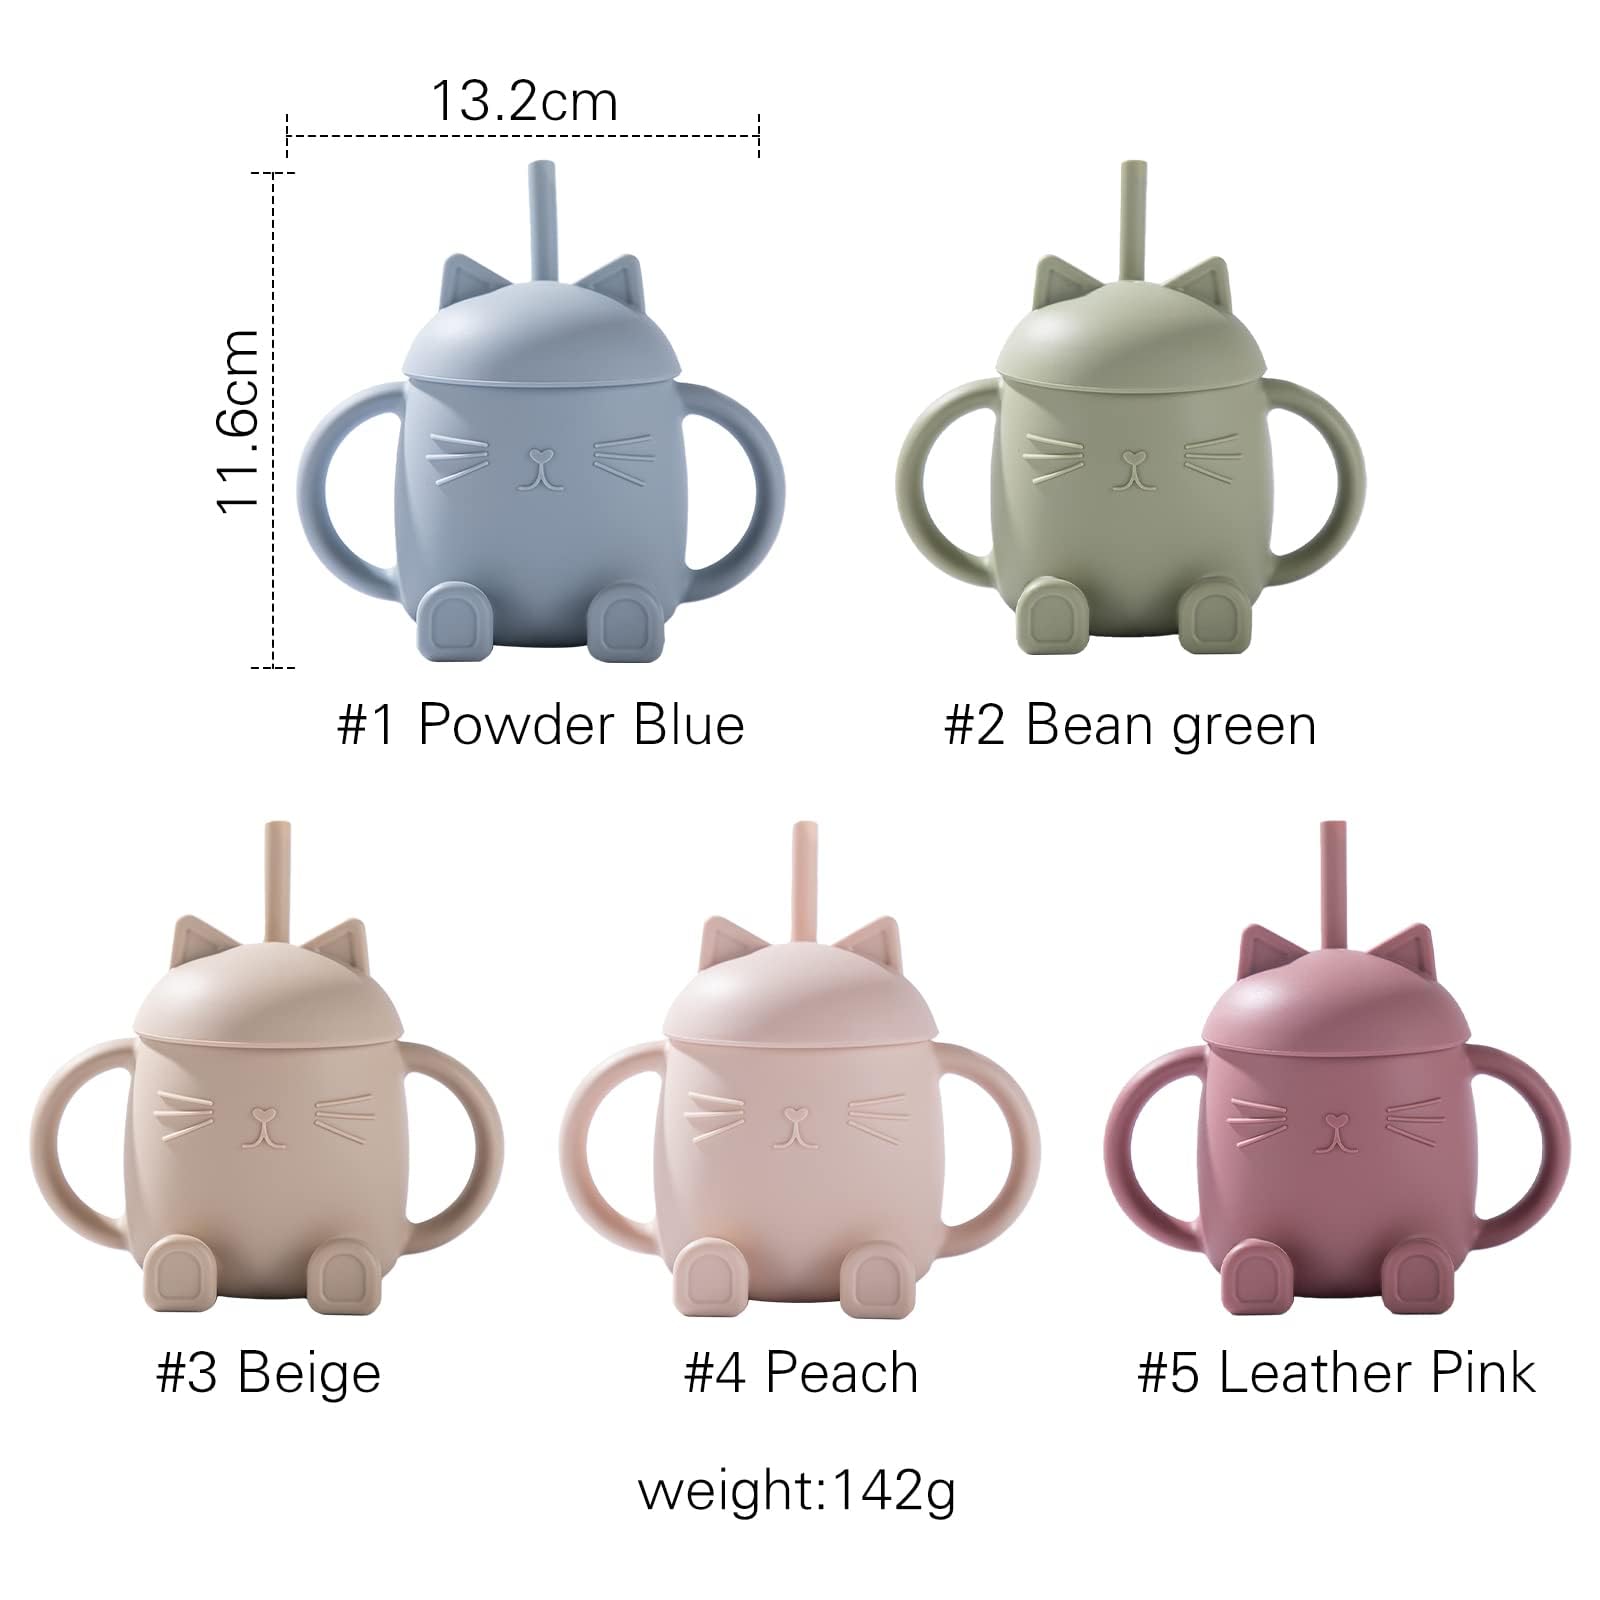 13.2cm
11.6cm
#1 Powder Blue
#2 Bean green
#3 Beige
#4 Peach
#5 Leather Pink
weight:142g